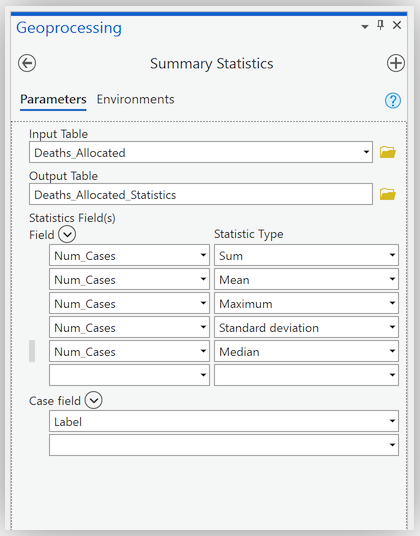 Geoprocessing
Summary Statistics
Parameters Environments
Input Table
Deaths_Allocated
Output Table
Deaths_Allocated_Statistics
Statistics Field(s)
Field Statistic Type
Num_Cases Sum
Num_Cases Mean
Num_Cases Maximum
Num_Cases Standard deviation
Num_Cases Median
Case field
Label